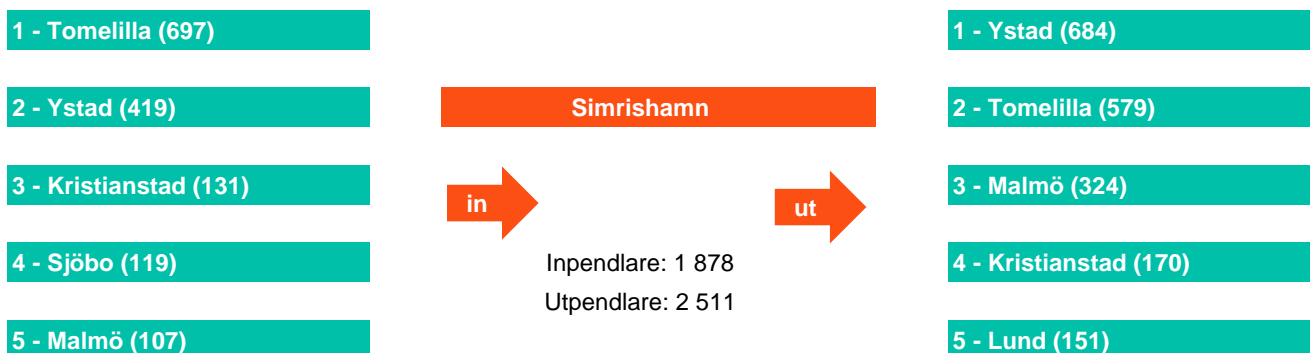 1 - Tomelilla (697)
2 - Ystad (419)
3 - Kristianstad (131)
4 - Sjöbo (119)
5 - Malmö (107)
Simrishamn
in
ut
Inpendlare: 1 878
Utpendlare: 2 511
1 - Ystad (684)
2 - Tomelilla (579)
3 - Malmö (324)
4 - Kristianstad (170)
5 - Lund (151)